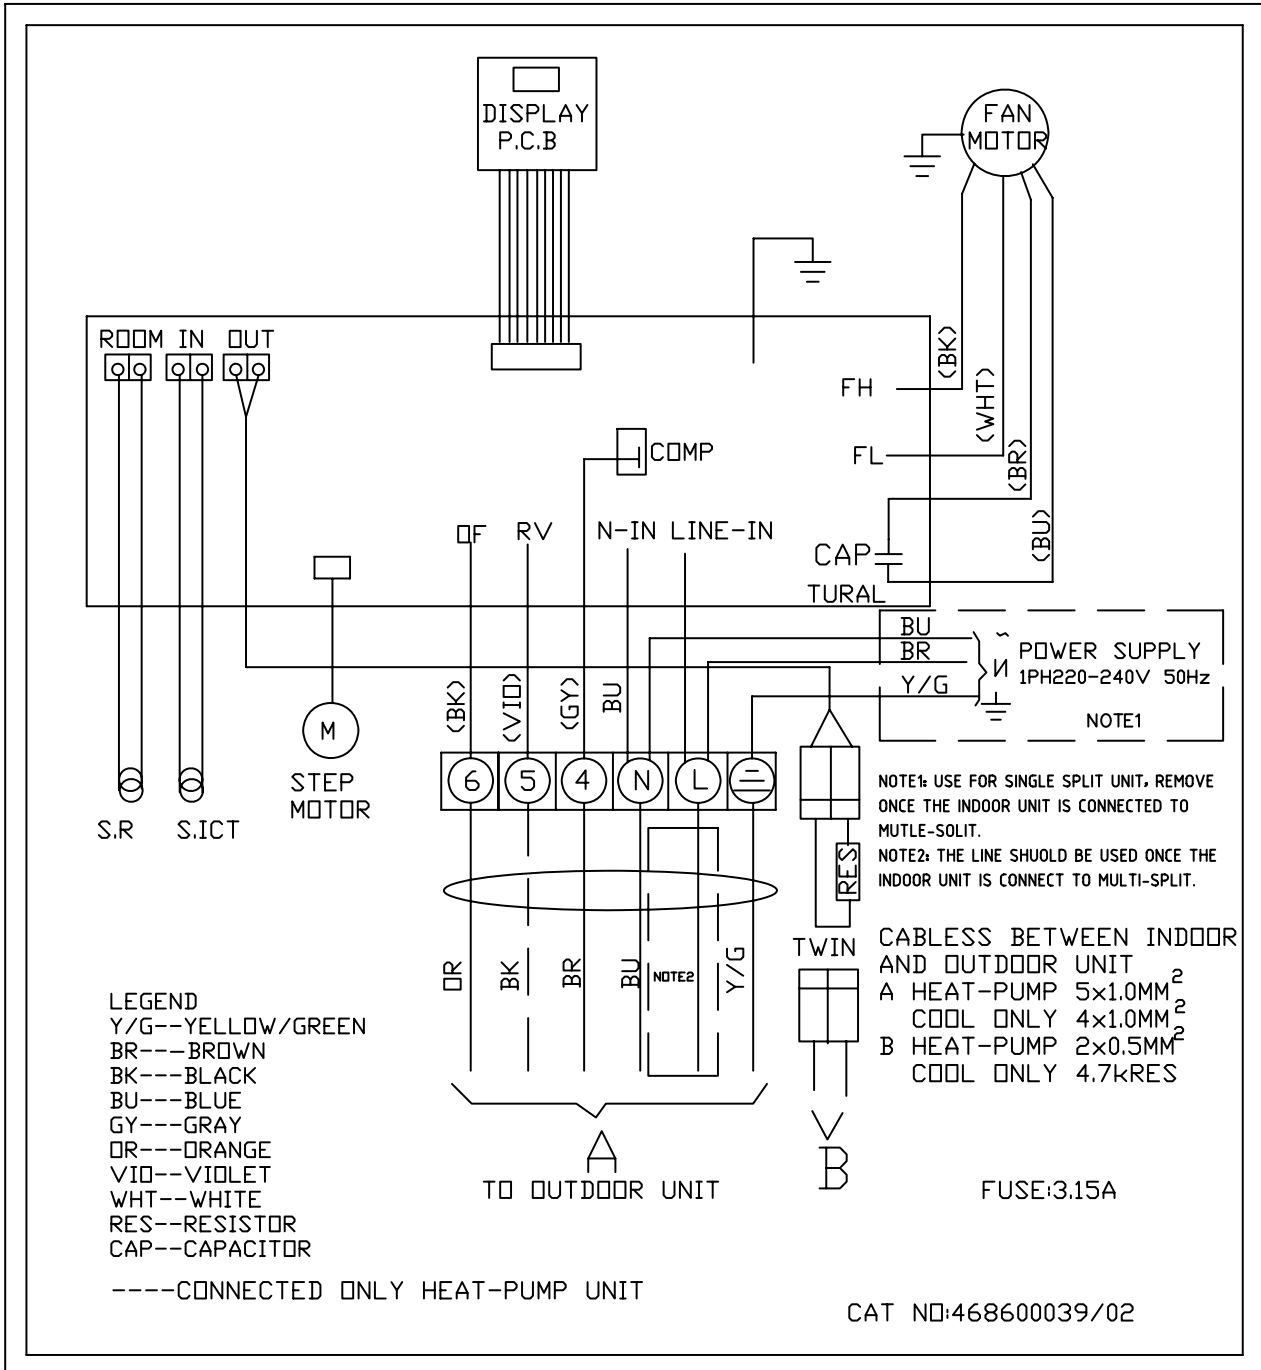 DISPLAY
P.C.B
FAN
MOTOR
ROOM IN OUT
(BK)
FH
(WHT)
FL
(BR)
COMP
OF RV N-IN LINE-IN
CAP
(BU)
TURAL
BU
BR
Y/G
~
POWER SUPPLY
1PH220-240V 50Hz
NOTE1
(BK)
(VIO)
(GY)
BU
M
STEP
MOTOR
6 5 4 N L
S.R S.ICT
NOTE1: USE FOR SINGLE SPLIT UNIT, REMOVE
ONCE THE INDOOR UNIT IS CONNECTED TO
MUTLE-SOLIT.
NOTE2: THE LINE SHUOLD BE USED ONCE THE
INDOOR UNIT IS CONNECT TO MULTI-SPLIT.
RES
TWIN
OR
BK
BR
BU
NOTE2
Y/G
CABLESS BETWEEN INDOOR
AND OUTDOOR UNIT
A HEAT-PUMP 5x1.0MM²
COOL ONLY 4x1.0MM²
B HEAT-PUMP 2x0.5MM²
COOL ONLY 4.7kRES
LEGEND
Y/G--YELLOW/GREEN
BR---BROWN
BK---BLACK
BU---BLUE
GY---GRAY
OR---ORANGE
VIO--VIOLET
WHT--WHITE
RES--RESISTOR
CAP--CAPACITOR
A
TO OUTDOOR UNIT
B
FUSE:3.15A
----CONNECTED ONLY HEAT-PUMP UNIT
CAT NO:468600039/02